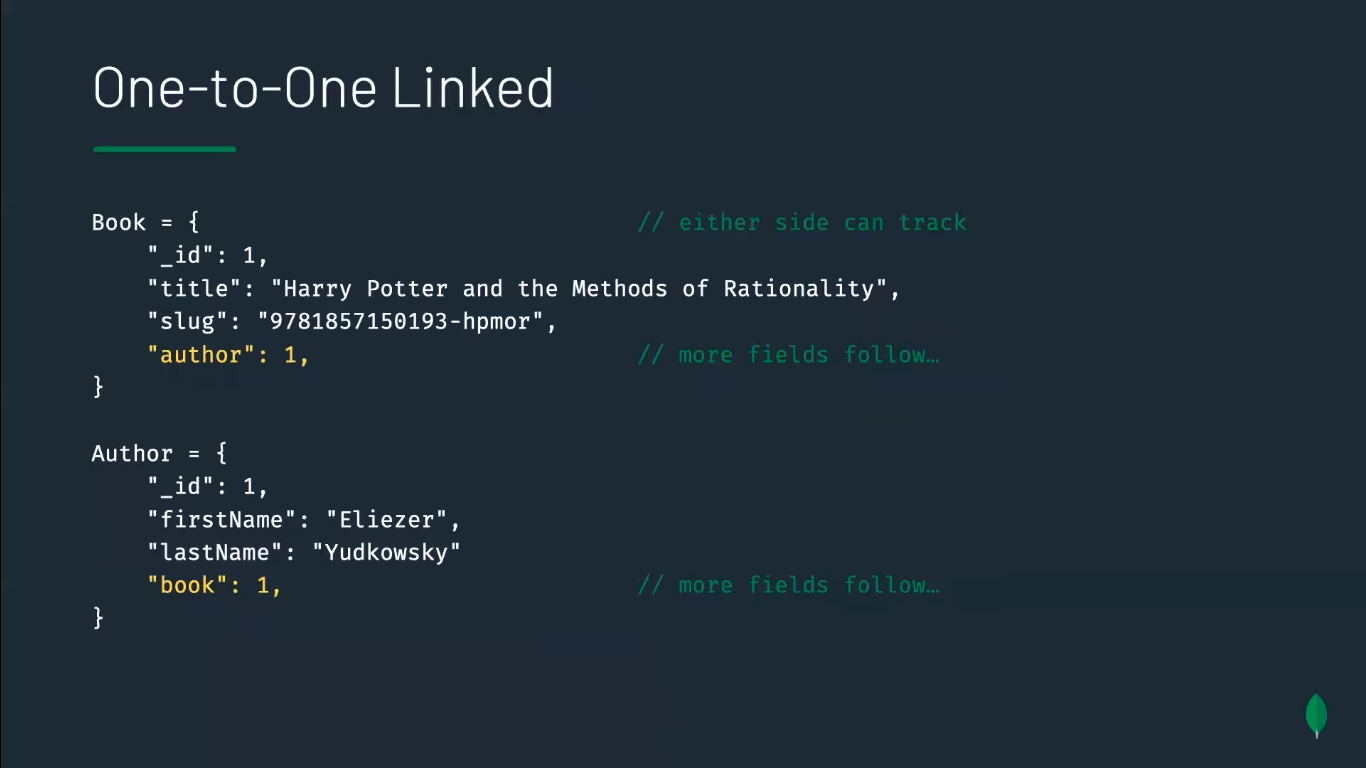 One-to-One Linked
Book = { // either side can track
"_id": 1,
"title": "Harry Potter and the Methods of Rationality",
"slug": "9781857150193-hpmor",
"author": 1, // more fields follow…
}
Author = {
"_id": 1,
"firstName": "Eliezer",
"lastName": "Yudkowsky"
"book": 1, // more fields follow…
}